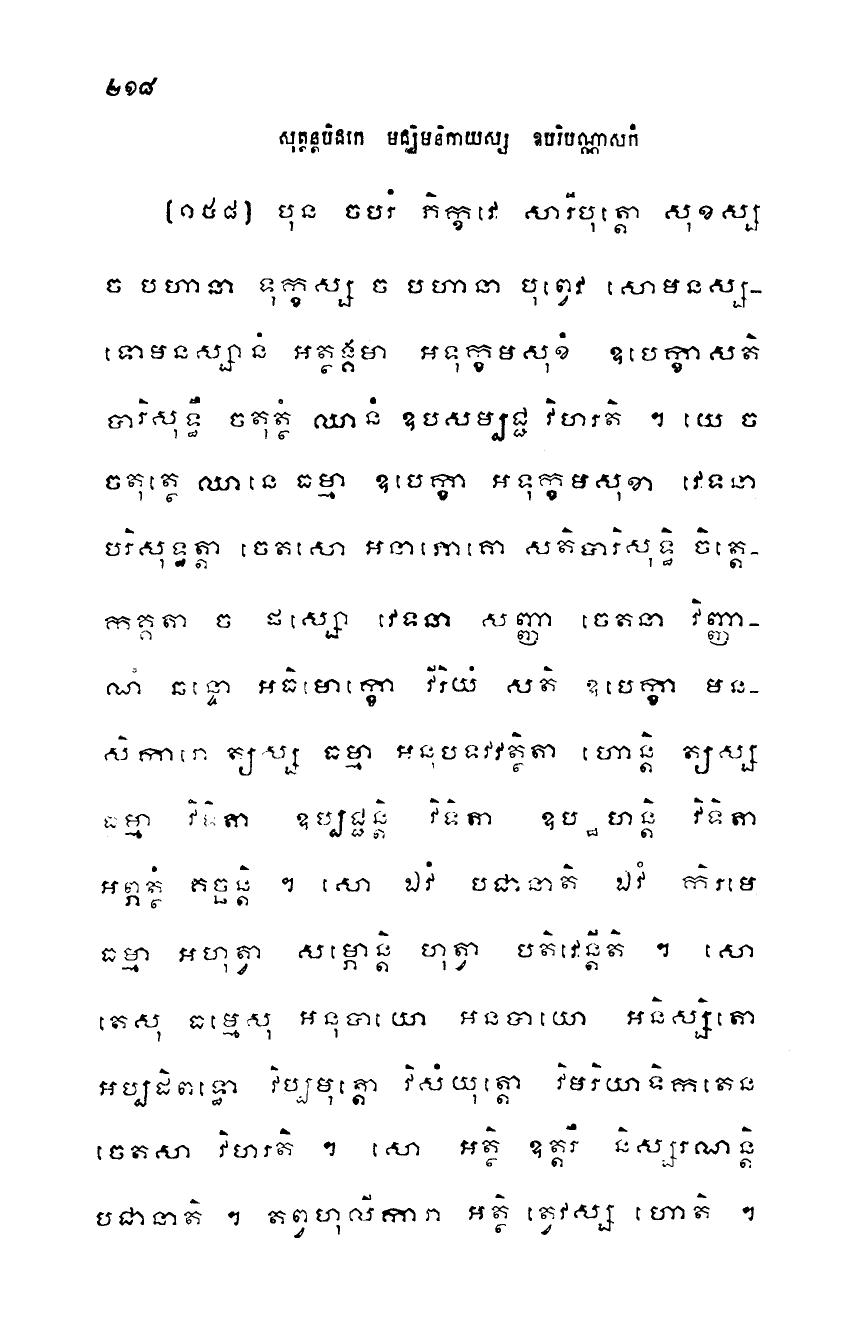 ២១៨
សុត្តន្តបិដកេ មជ្ឈិមនិកាយស្ស ឧបរិបណ្ណាសកំ
(១៥៨) បុន ចបរំ ភិក្ខវេ សារីបុត្តោ សុខស្ស
ច បហានា ទុក្ខស្ស ច បហានា បុព្វេវ សោមនស្ស-
ទោមនស្សានំ អត្ថង្គមា អទុក្ខមសុខំ ឧបេក្ខាសតិ
បារិសុទ្ធឹ ចតុត្ថំ ឈានំ ឧបសម្បជ្ជ វិហរតិ ។ យេ ច
ចតុត្ថេ ឈានេ ធម្មា ឧបេក្ខា អទុក្ខមសុខា វេទនា
បរិសុទ្ធត្តា ចេតសោ អនាភោគោ សតិបារិសុទ្ធិ ចិត្តេ-
កគ្គតា ច ផស្សោ វេទនា សញ្ញា ចេតនា វិញ្ញា-
ណំ ឆន្ទោ អធិមោក្ខោ វីរិយំ សតិ ឧបេក្ខា មន-
សិការោ ត្យស្ស ធម្មា អនុបទវវត្ថិតា ហោន្តិ ត្យស្ស
ធម្មា វិទិតា ឧប្បជ្ជន្តិ វិទិតា ឧបដ្ឋហន្តិ វិទិតា
អព្ភត្ថំ គច្ឆន្តិ ។ សោ ឯវំ បជានាតិ ឯវំ កិរមេ
ធម្មា អហុត្វា សម្ភោន្តិ ហុត្វា បតិវេន្តីតិ ។ សោ
តេសុ ធម្មេសុ អនុបាយោ អនបាយោ អនិស្សិតោ
អប្បដិពទ្ធោ វិប្បមុត្តោ វិសំយុត្តោ វិមរិយាទិកតេន
ចេតសា វិហរតិ ។ សោ អត្ថិ ឧត្តរឹ និស្សរណន្តិ
បជានាតិ ។ តព្វហុលីការា អត្ថិ ត្វេវស្ស ហោតិ ។